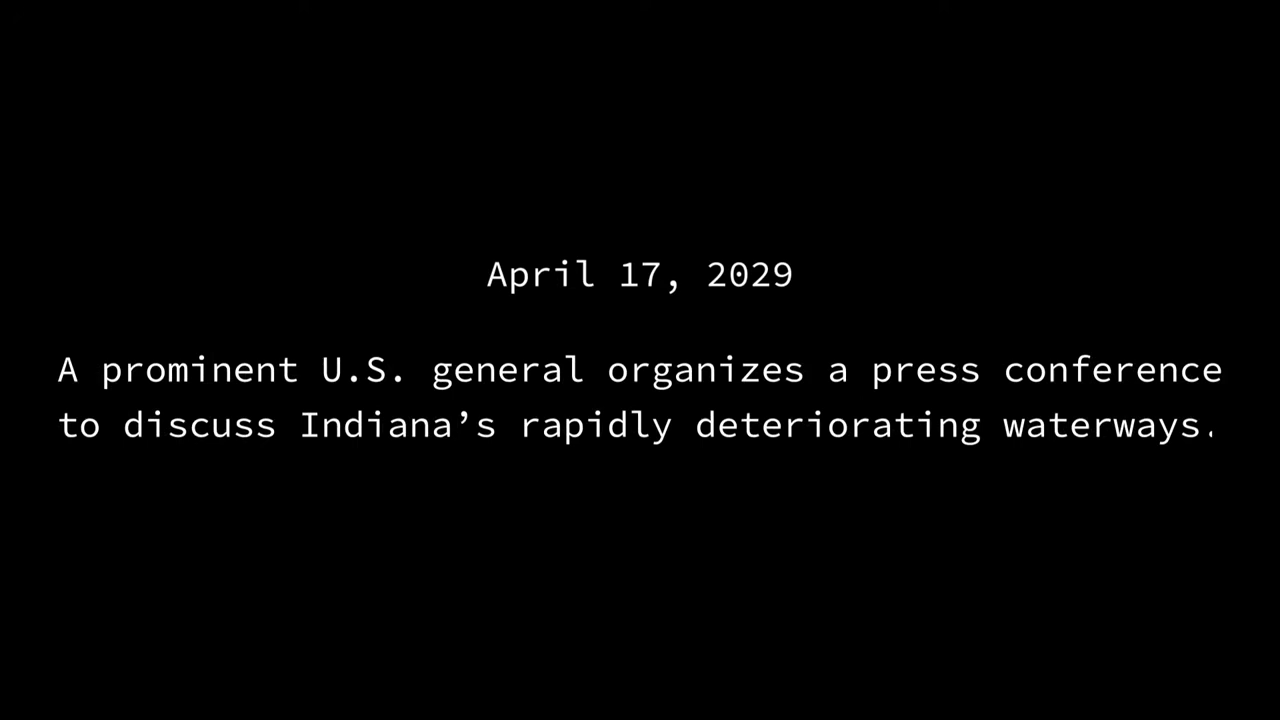 April 17, 2029
A prominent U.S. general organizes a press conference
to discuss Indiana’s rapidly deteriorating waterways.